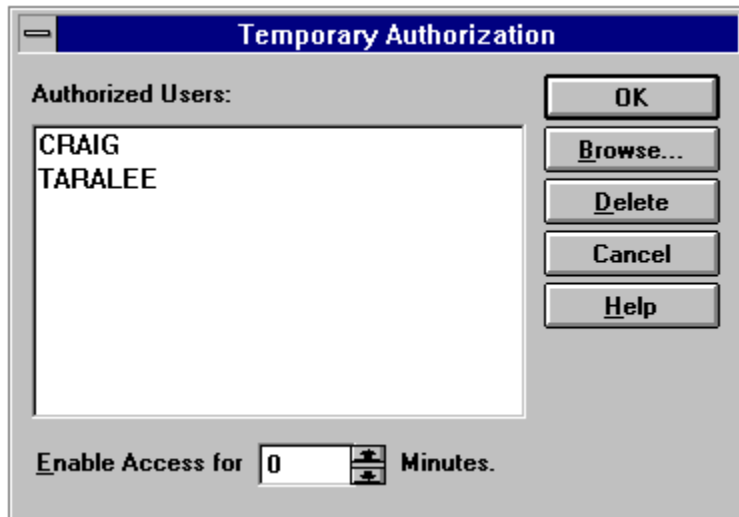 Temporary Authorization
Authorized Users:
CRAIG
TARALEE
OK
Browse...
Delete
Cancel
Help
Enable Access for 0 Minutes.